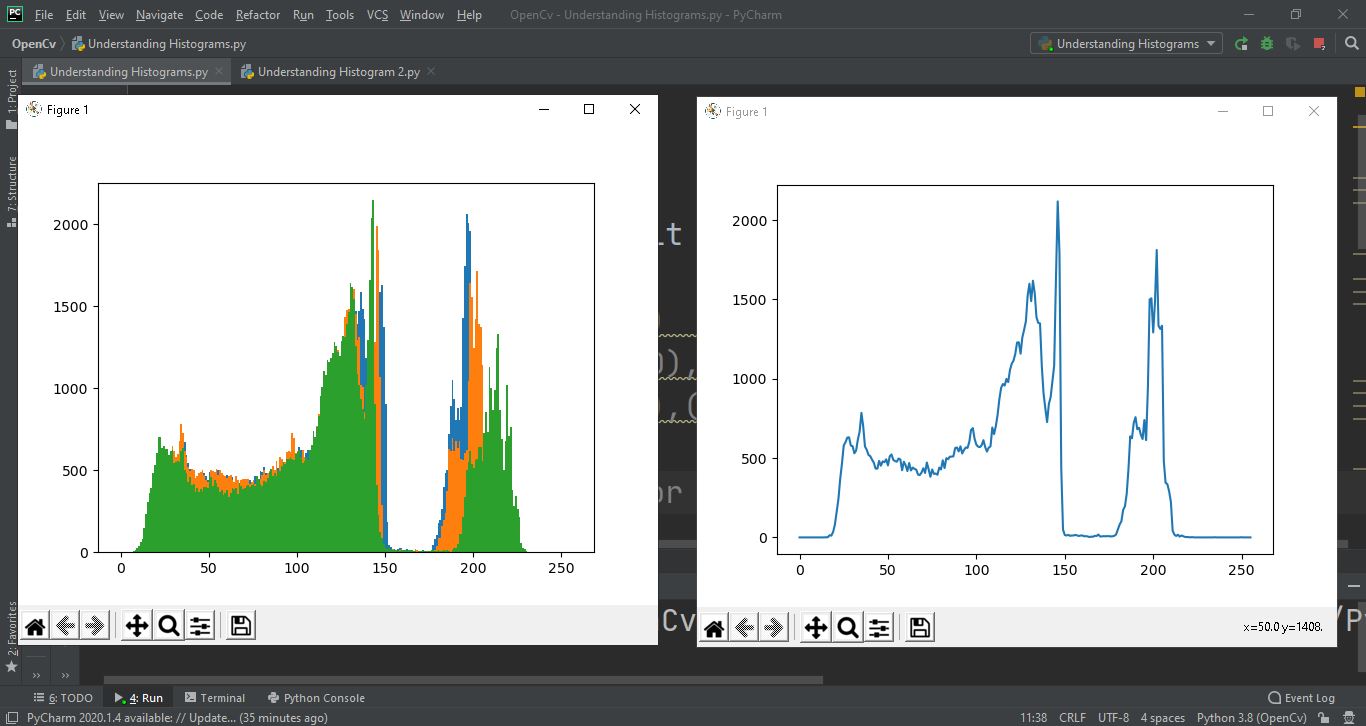 File Edit View Navigate Code Refactor Run Tools VCS Window Help OpenCv - Understanding Histograms.py - PyCharm
OpenCv Understanding Histograms.py Understanding Histograms
Understanding Histograms.py Understanding Histogram 2.py
1: Project
7: Structure
2: Favorites
Figure 1
2000
1500
1000
500
0
0 50 100 150 200 250
Figure 1
2000
1500
1000
500
0
0 50 100 150 200 250
x=50.0 y=1408.
it
)
0),
),(
or
Cv
/P
6: TODO 4: Run Terminal Python Console Event Log
PyCharm 2020.1.4 available: // Update... (35 minutes ago) 11:38 CRLF UTF-8 4 spaces Python 3.8 (OpenCv)